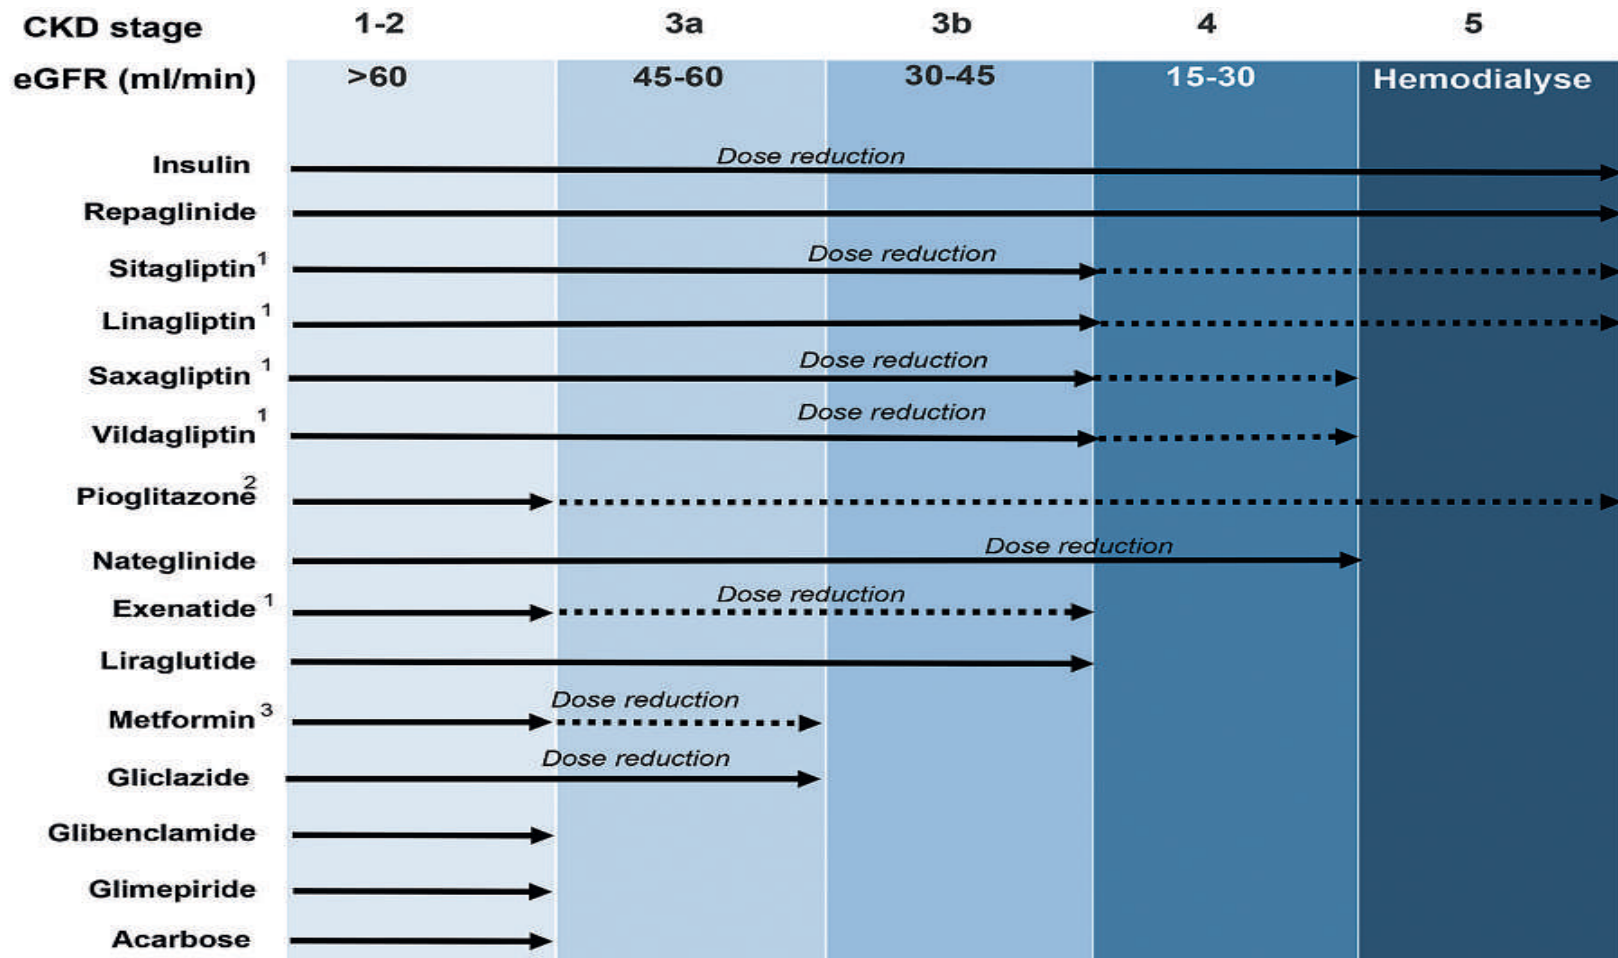 CKD stage 1-2 3a 3b 4 5
eGFR (ml/min) >60 45-60 30-45 15-30 Hemodialyse
Insulin Dose reduction
Repaglinide
Sitagliptin1 Dose reduction
Linagliptin1
Saxagliptin1 Dose reduction
Vildagliptin1 Dose reduction
Pioglitazone2
Nateglinide Dose reduction
Exenatide1 Dose reduction
Liraglutide
Metformin3 Dose reduction
Gliclazide Dose reduction
Glibenclamide
Glimepiride
Acarbose